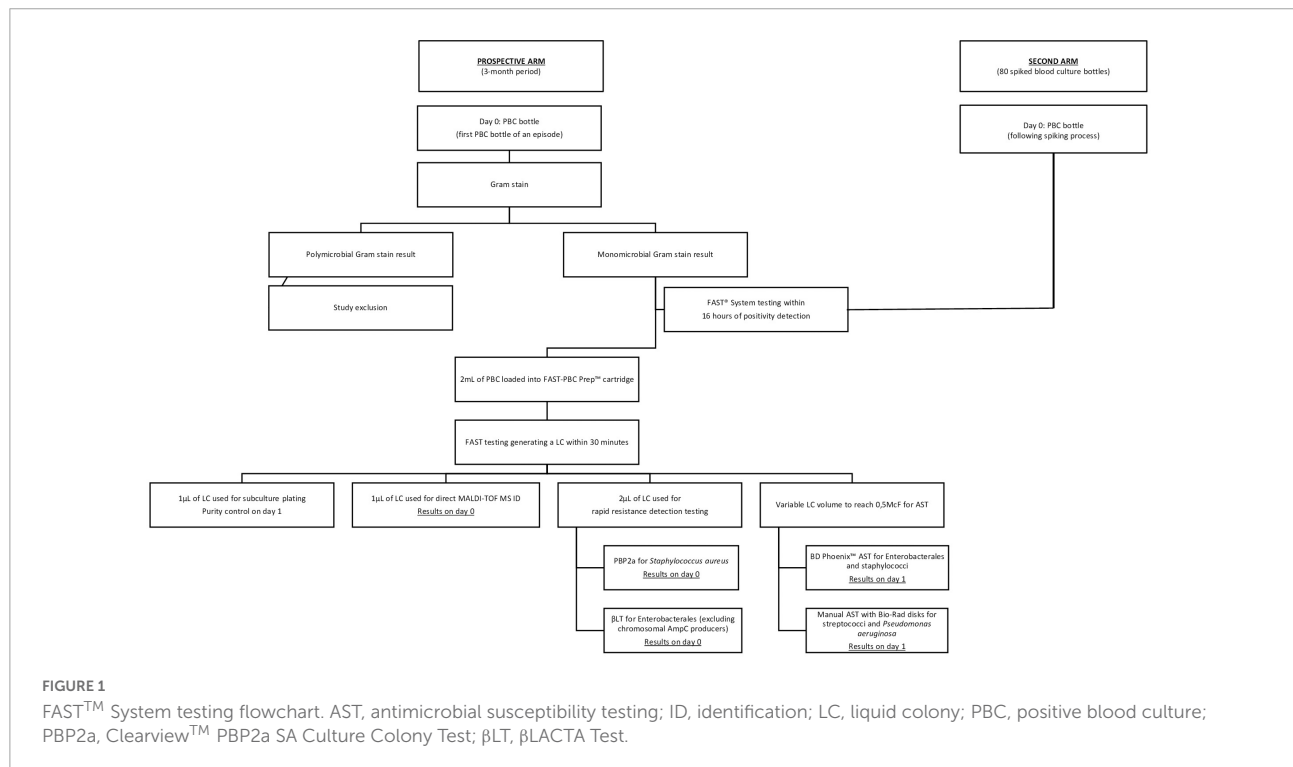 PROSPECTIVE ARM
(3-month period)
SECOND ARM
(80 spiked blood culture bottles)
Day 0: PBC bottle
(first PBC bottle of an episode)
Day 0: PBC bottle
(following spiking process)
Gram stain
Polymicrobial Gram stain result
Monomicrobial Gram stain result
Study exclusion
FAST® System testing within
16 hours of positivity detection
2mL of PBC loaded into FAST-PBC Prep™ cartridge
FAST testing generating a LC within 30 minutes
1µL of LC used for subculture plating
Purity control on day 1
1µL of LC used for direct MALDI-TOF MS ID
Results on day 0
2µL of LC used for
rapid resistance detection testing
Variable LC volume to reach 0,5McF for AST
PBP2a for Staphylococcus aureus
Results on day 0
BD Phoenix™ AST for Enterobacterales
and staphylococci
Results on day 1
βLT for Enterobacterales (excluding
chromosomal AmpC producers)
Results on day 0
Manual AST with Bio-Rad disks for
streptococci and Pseudomonas
aeruginosa
Results on day 1
FIGURE 1
FAST™ System testing flowchart. AST, antimicrobial susceptibility testing; ID, identification; LC, liquid colony; PBC, positive blood culture;
PBP2a, Clearview™ PBP2a SA Culture Colony Test; βLT, βLACTA Test.